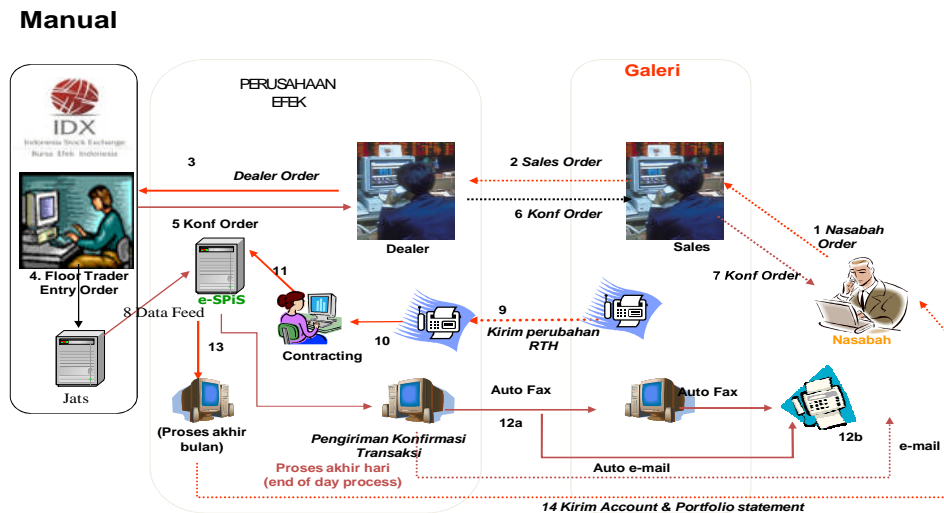 Manual
PERUSAHAAN
EFEK
Galeri
IDX
Indonesia Stock Exchange
Bursa Efek Indonesia
3
Dealer Order
2 Sales Order
6 Konf Order
1 Nasabah
Order
5 Konf Order
Dealer
Sales
7 Konf Order
4. Floor Trader
Entry Order
11
e-SPiS
8 Data Feed
9
Kirim perubahan
RTH
10
Contracting
Nasabah
13
Jats
Auto Fax
Auto Fax
12a
12b
(Proses akhir
bulan)
Pengiriman Konfirmasi
Transaksi
e-mail
Proses akhir hari
(end of day process)
Auto e-mail
14 Kirim Account & Portfolio statement